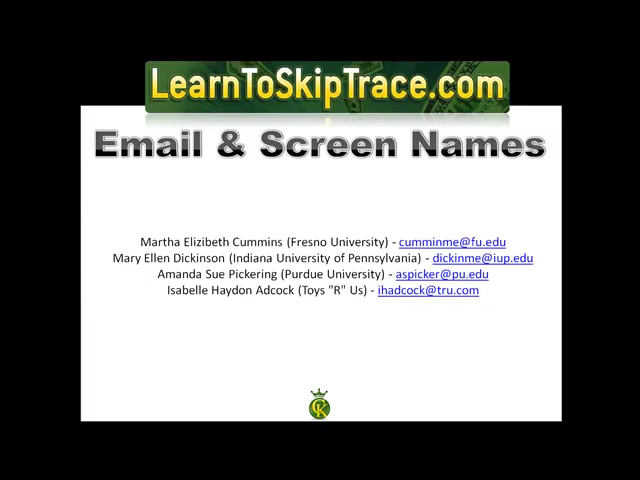 LearnToSkipTrace.com
Email & Screen Names
Martha Elizibeth Cummins (Fresno University) - cumminme@fu.edu
Mary Ellen Dickinson (Indiana University of Pennsylvania) - dickinme@iup.edu
Amanda Sue Pickering (Purdue University) - aspicker@pu.edu
Isabelle Haydon Adcock (Toys "R" Us) - ihadcock@tru.com
CK